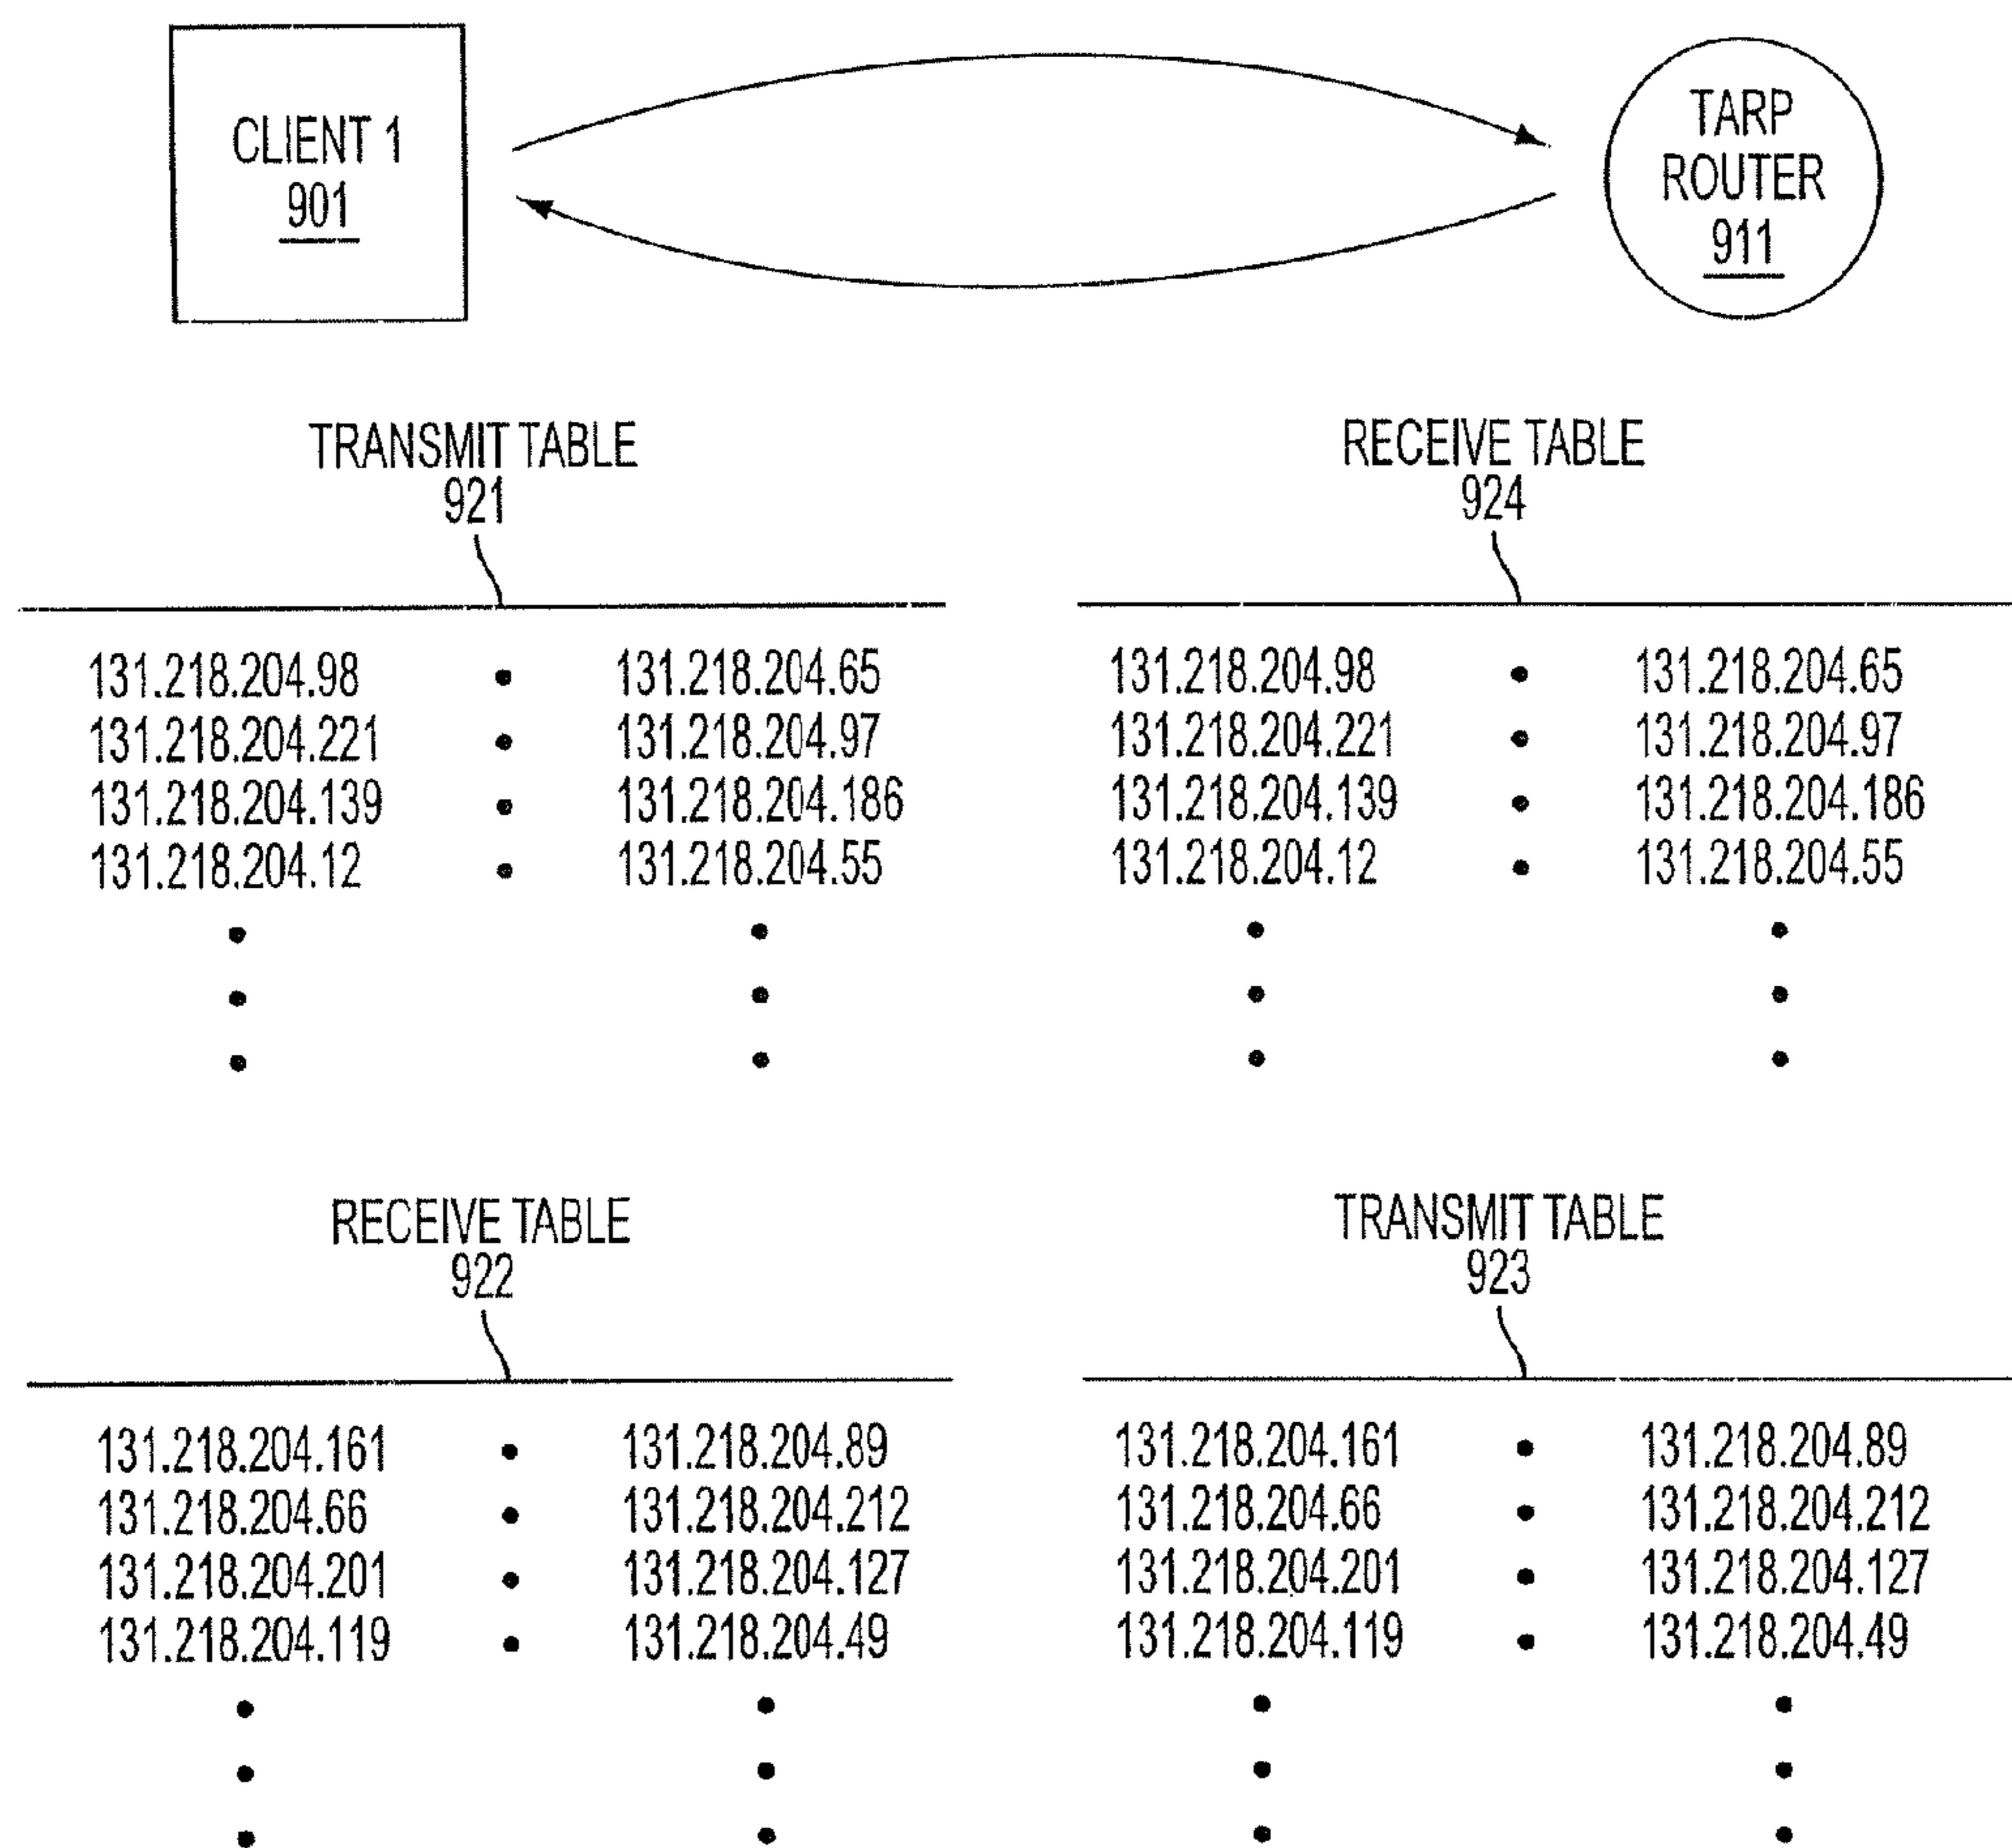 CLIENT 1
901
TARP
ROUTER
911
TRANSMIT TABLE
921
131.218.204.98 • 131.218.204.65
131.218.204.221 • 131.218.204.97
131.218.204.139 • 131.218.204.186
131.218.204.12 • 131.218.204.55
RECEIVE TABLE
924
131.218.204.98 • 131.218.204.65
131.218.204.221 • 131.218.204.97
131.218.204.139 • 131.218.204.186
131.218.204.12 • 131.218.204.55
RECEIVE TABLE
922
131.218.204.161 • 131.218.204.89
131.218.204.66 • 131.218.204.212
131.218.204.201 • 131.218.204.127
131.218.204.119 • 131.218.204.49
TRANSMIT TABLE
923
131.218.204.161 • 131.218.204.89
131.218.204.66 • 131.218.204.212
131.218.204.201 • 131.218.204.127
131.218.204.119 • 131.218.204.49